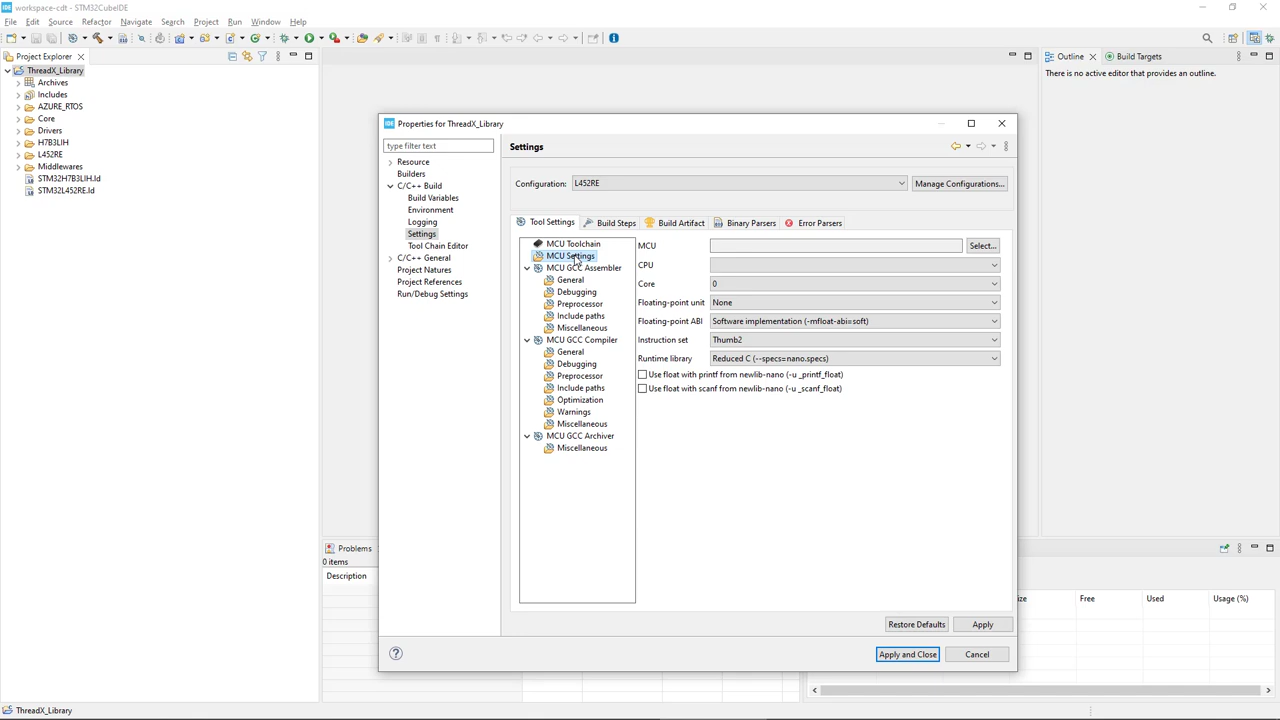 workspace-cdt - STM32CubeIDE
File Edit Source Refactor Navigate Search Project Run Window Help
Project Explorer
ThreadX_Library
Archives
Includes
AZURE_RTOS
Core
Drivers
H7B3LIH
L452RE
Middlewares
STM32H7B3LIH.ld
STM32L452RE.ld
Outline Build Targets
There is no active editor that provides an outline.
IDE Properties for ThreadX_Library
type filter text
Resource
Builders
C/C++ Build
Build Variables
Environment
Logging
Settings
Tool Chain Editor
C/C++ General
Project Natures
Project References
Run/Debug Settings
Settings
Configuration: L452RE Manage Configurations...
Tool Settings Build Steps Build Artifact Binary Parsers Error Parsers
MCU Toolchain
MCU Settings
MCU GCC Assembler
General
Debugging
Preprocessor
Include paths
Miscellaneous
MCU GCC Compiler
General
Debugging
Preprocessor
Include paths
Optimization
Warnings
Miscellaneous
MCU GCC Archiver
Miscellaneous
MCU Select...
CPU
Core 0
Floating-point unit None
Floating-point ABI Software implementation (-mfloat-abi=soft)
Instruction set Thumb2
Runtime library Reduced C (--specs=nano.specs)
Use float with printf from newlib-nano (-u _printf_float)
Use float with scanf from newlib-nano (-u _scanf_float)
Restore Defaults Apply
Apply and Close Cancel
Problems
0 items
Description
ize Free Used Usage (%)
ThreadX_Library